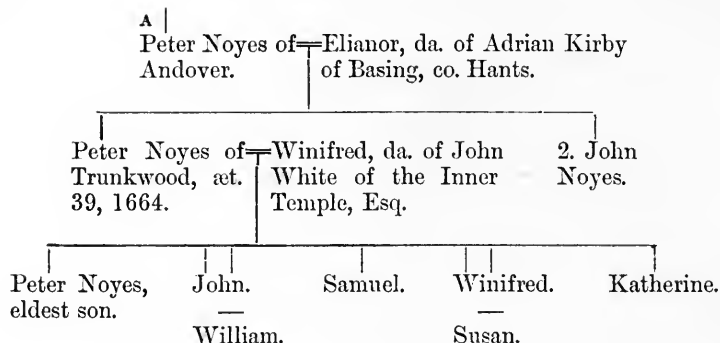 A
Peter Noyes of Elianor, da. of Adrian Kirby
Andover. of Basing, co. Hants.
Peter Noyes of Winifred, da. of John 2. John
Trunkwood, æt. White of the Inner Noyes.
39, 1664. Temple, Esq.
Peter Noyes, John. Samuel. Winifred. Katherine.
eldest son. — —
William. Susan.